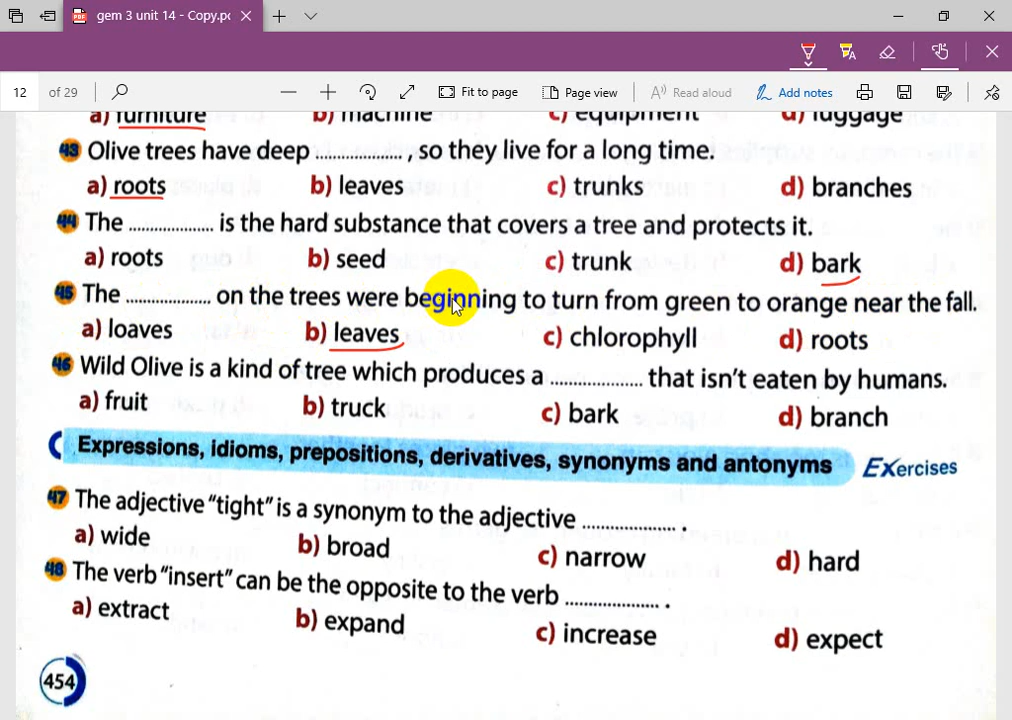 gem 3 unit 14 - Copy.pc
12 of 29 Fit to page Page view Read aloud Add notes
a) furniture b) machine c) equipment d) luggage
43 Olive trees have deep .................., so they live for a long time.
a) roots b) leaves c) trunks d) branches
44 The .................. is the hard substance that covers a tree and protects it.
a) roots b) seed c) trunk d) bark
45 The .................. on the trees were beginning to turn from green to orange near the fall.
a) loaves b) leaves c) chlorophyll d) roots
46 Wild Olive is a kind of tree which produces a .................. that isn't eaten by humans.
a) fruit b) truck c) bark d) branch
Expressions, idioms, prepositions, derivatives, synonyms and antonyms EXercises
47 The adjective "tight" is a synonym to the adjective .................. .
a) wide b) broad c) narrow d) hard
48 The verb "insert" can be the opposite to the verb .................. .
a) extract b) expand c) increase d) expect
454